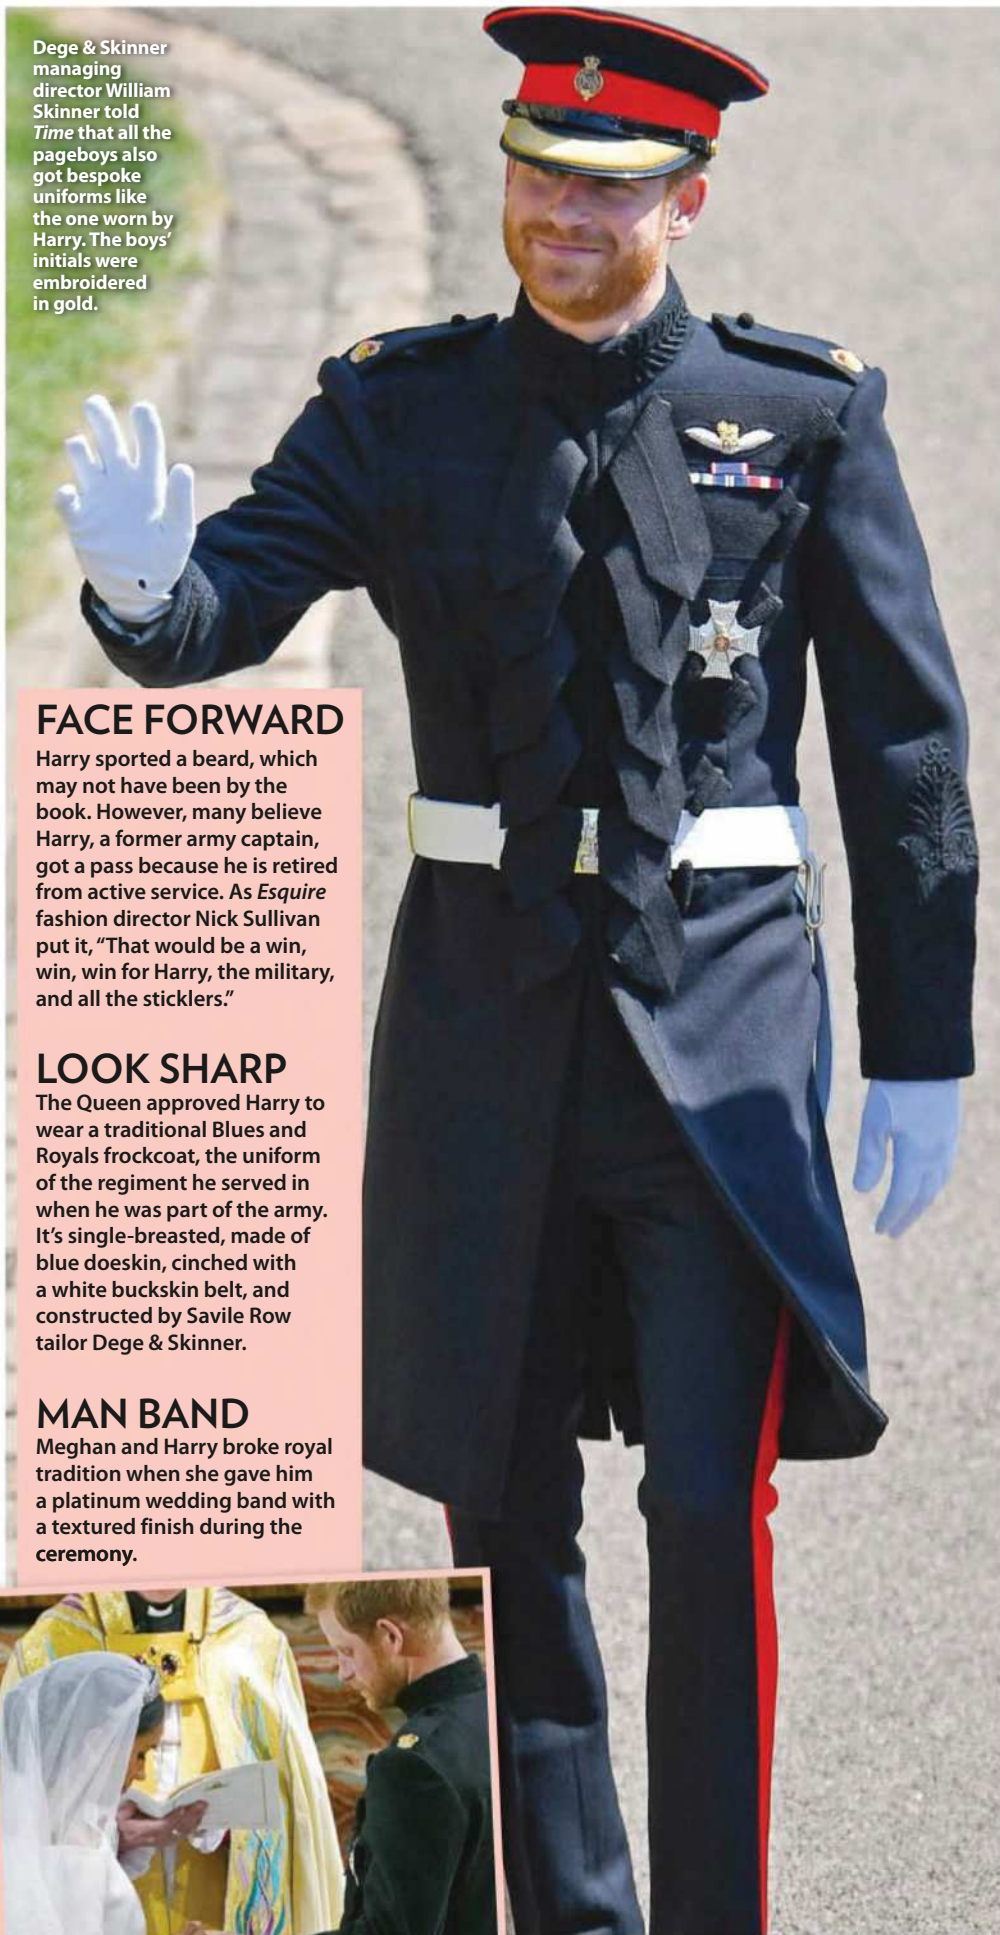 Dege & Skinner
managing
director William
Skinner told
Time that all the
pageboys also
got bespoke
uniforms like
the one worn by
Harry. The boys’
initials were
embroidered
in gold.
FACE FORWARD
Harry sported a beard, which
may not have been by the
book. However, many believe
Harry, a former army captain,
got a pass because he is retired
from active service. As Esquire
fashion director Nick Sullivan
put it, “That would be a win,
win, win for Harry, the military,
and all the sticklers.”
LOOK SHARP
The Queen approved Harry to
wear a traditional Blues and
Royals frockcoat, the uniform
of the regiment he served in
when he was part of the army.
It’s single-breasted, made of
blue doeskin, cinched with
a white buckskin belt, and
constructed by Savile Row
tailor Dege & Skinner.
MAN BAND
Meghan and Harry broke royal
tradition when she gave him
a platinum wedding band with
a textured finish during the
ceremony.